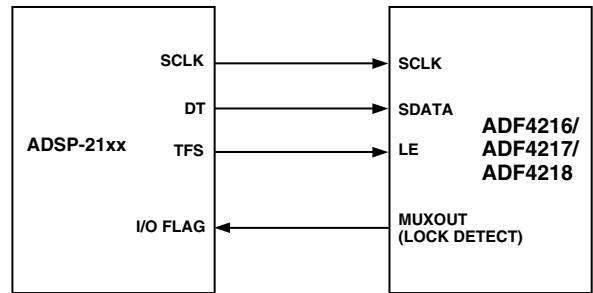 SCLK
SCLK
DT
SDATA
ADSP-21xx
TFS
LE
ADF4216/
ADF4217/
ADF4218
I/O FLAG
MUXOUT
(LOCK DETECT)